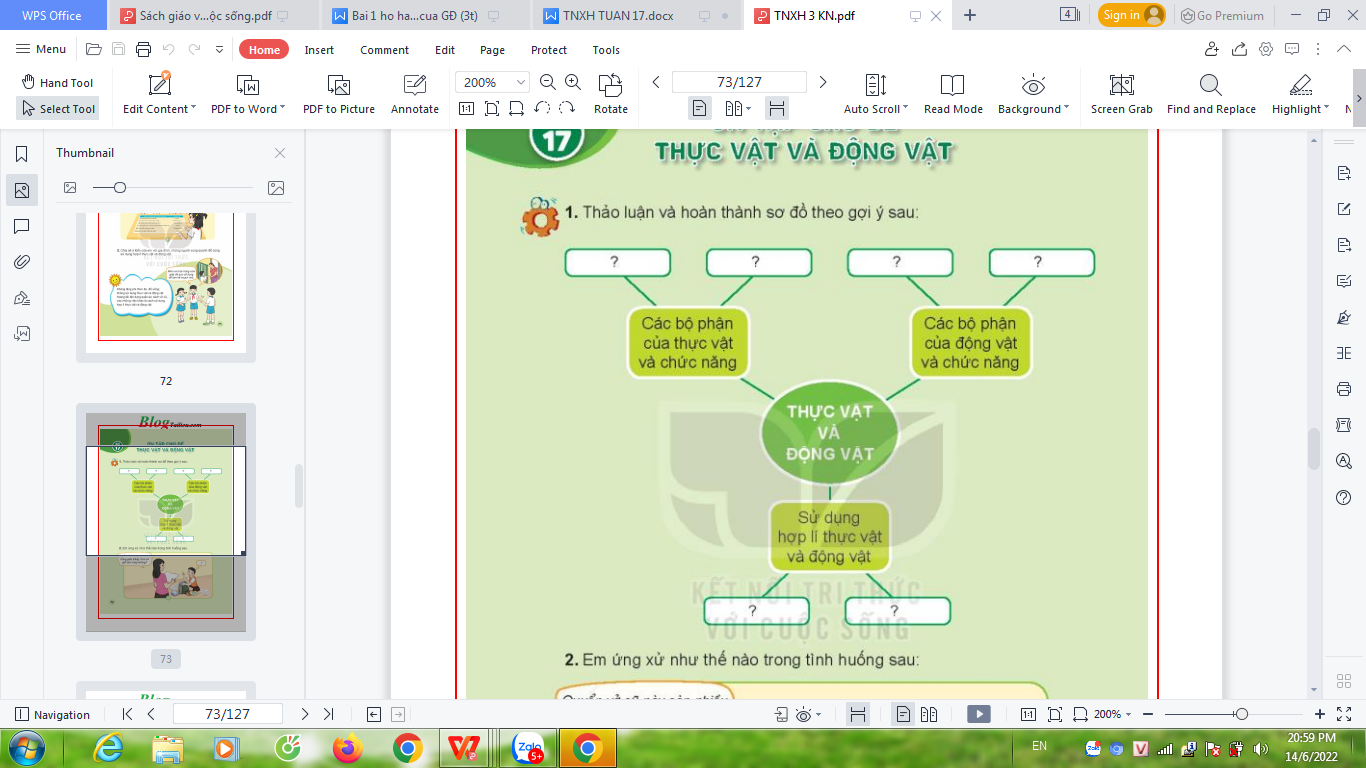 WPS Office
Sách giáo v...ộc sống.pdf
Bai 1 ho ha...cua GĐ (3t)
TNXH TUAN 17.docx
TNXH 3 KN.pdf
4
Sign in
Go Premium
Menu
Home
Insert
Comment
Edit
Page
Protect
Tools
Hand Tool
Select Tool
Edit Content
PDF to Word
PDF to Picture
Annotate
200%
Rotate
73/127
Auto Scroll
Read Mode
Background
Screen Grab
Find and Replace
Highlight
Thumbnail
72
73
17
THỰC VẬT VÀ ĐỘNG VẬT
1. Thảo luận và hoàn thành sơ đồ theo gợi ý sau:
?
?
?
?
Các bộ phận
của thực vật
và chức năng
Các bộ phận
của động vật
và chức năng
THỰC VẬT
VÀ
ĐỘNG VẬT
Sử dụng
hợp lí thực vật
và động vật
KẾT NỐI TRI THỨC
?
?
VỚI CUỘC SỐNG
2. Em ứng xử như thế nào trong tình huống sau:
Navigation
73/127
200%
EN
20:59 PM
14/6/2022